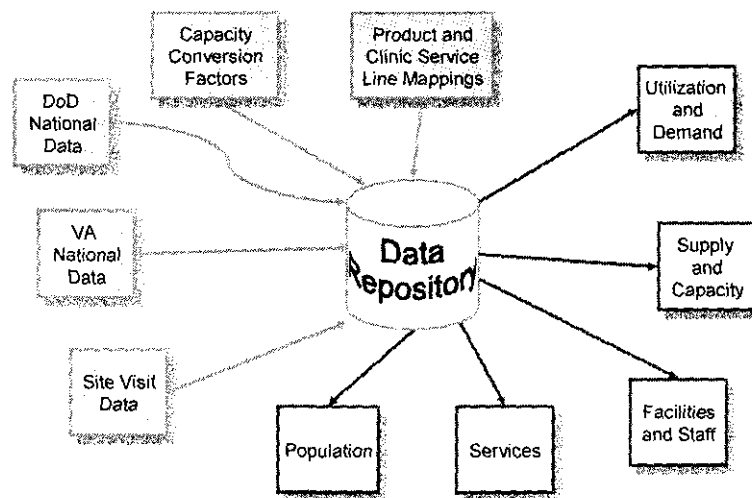 Capacity
Conversion
Factors
Product and
Clinic Service
Line Mappings
DoD
National
Data
Utilization
and
Demand
VA
National
Data
Data
Repository
Supply
and
Capacity
Site Visit
Data
Population
Services
Facilities
and Staff